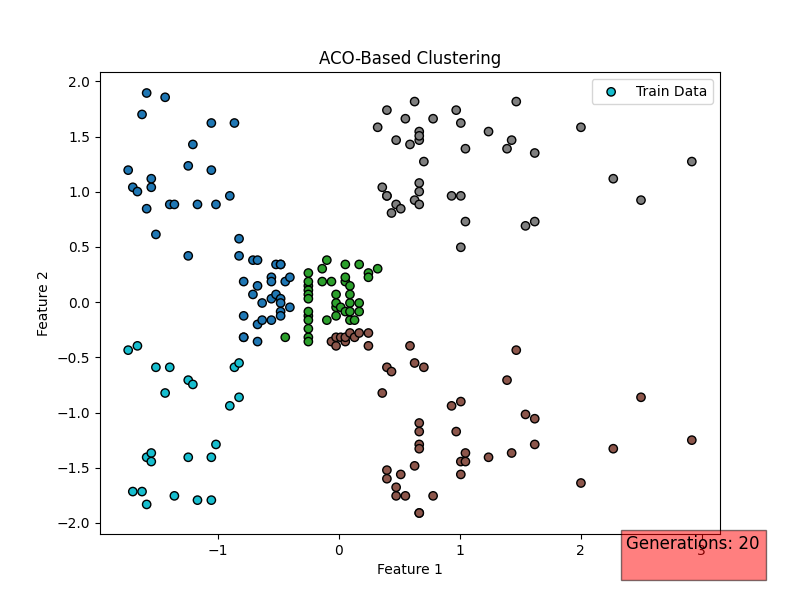 ACO-Based Clustering
Train Data
2.0
1.5
1.0
0.5
0.0
−0.5
−1.0
−1.5
−2.0
Feature 2
−1
0
1
2
3
Feature 1
Generations: 20